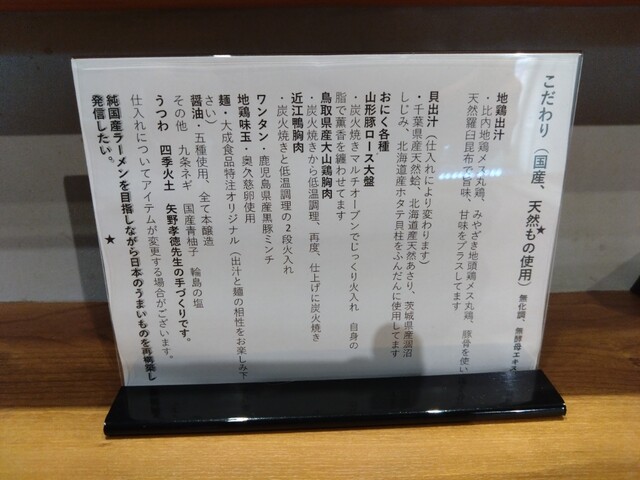 こだわり（国産、天然もの使用）無化調、無酵母エキス
地鶏出汁
・比内地鶏メス丸鶏、みやざき地頭鶏メス丸鶏、豚骨を使い
天然羅臼昆布で旨味、甘味をプラスしてます
貝出汁（仕入れにより変わります）
・千葉県産天然蛤、北海道産天然あさり、茨城県産涸沼
しじみ、北海道産ホタテ貝柱をふんだんに使用してます
おにく各種
山形豚ロース大盤
・炭火焼きマルチオーブンでじっくり火入れ 自身の
脂で薫香を纏わせてます
鳥取県産大山鶏胸肉
・炭火焼きから低温調理、再度、仕上げに炭火焼き
近江鴨胸肉
・炭火焼きと低温調理の2段火入れ
ワンタン・鹿児島県産黒豚ミンチ
地鶏味玉・奥久慈卵使用
麺・大成食品特注オリジナル（出汁と麺の相性をお楽しみ下
さい）
醤油・五種使用、全て本醸造
その他 九条ネギ 国産青柚子 輪島の塩
うつわ 四季火土 矢野孝徳先生の手づくりです。
仕入れについてアイテムが変更する場合がございます。
純国産ラーメンを目指しながら日本のうまいものを再構築し
発信したい。